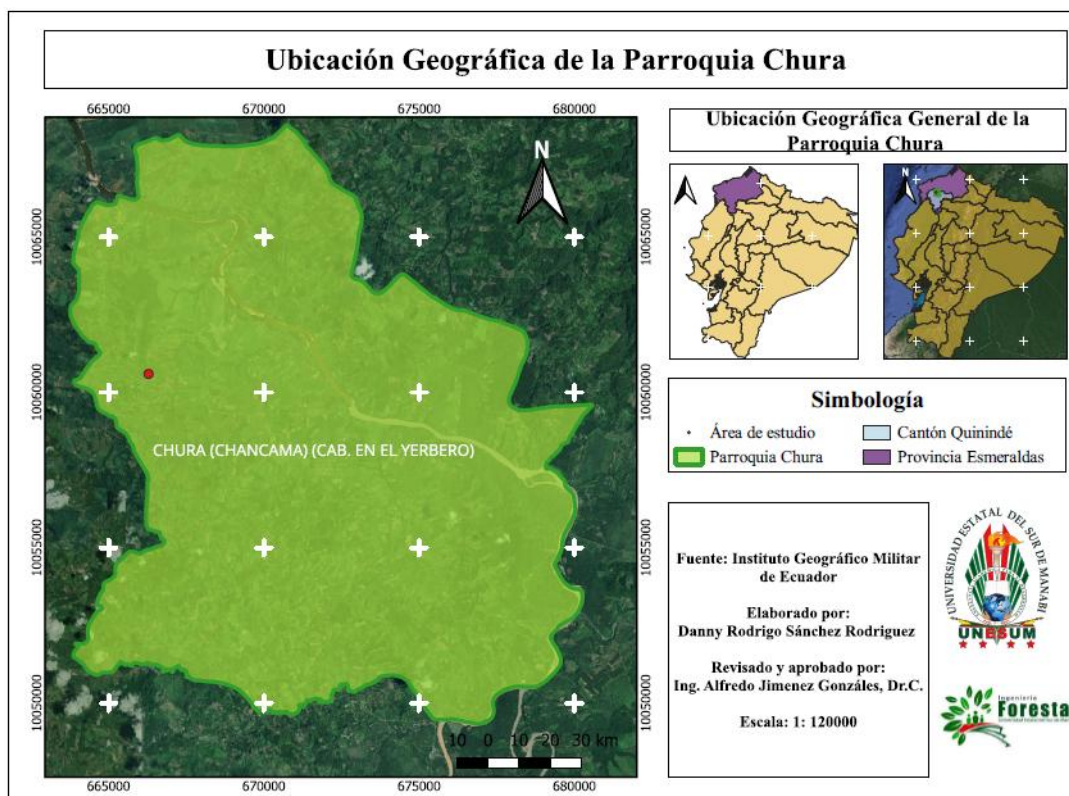 Ubicación Geográfica de la Parroquia Chura
665000 670000 675000 680000
10065000 10065000
10060000 10060000
10055000 10055000
10050000 10050000
N
CHURA (CHANCAMA) (CAB. EN EL YERBERO)
10 0 10 20 30 km
665000 670000 675000 680000
Ubicación Geográfica General de la
Parroquia Chura
N
Simbología
Área de estudio
Cantón Quinindé
Parroquia Chura
Provincia Esmeraldas
Fuente: Instituto Geográfico Militar
de Ecuador
Elaborado por:
Danny Rodrigo Sánchez Rodriguez
Revisado y aprobado por:
Ing. Alfredo Jímenez Gonzáles, Dr.C.
Escala: 1: 120000
UNIVERSIDAD ESTATAL DEL SUR DE MANABI
UNESUM
Ingeniería
Foresta